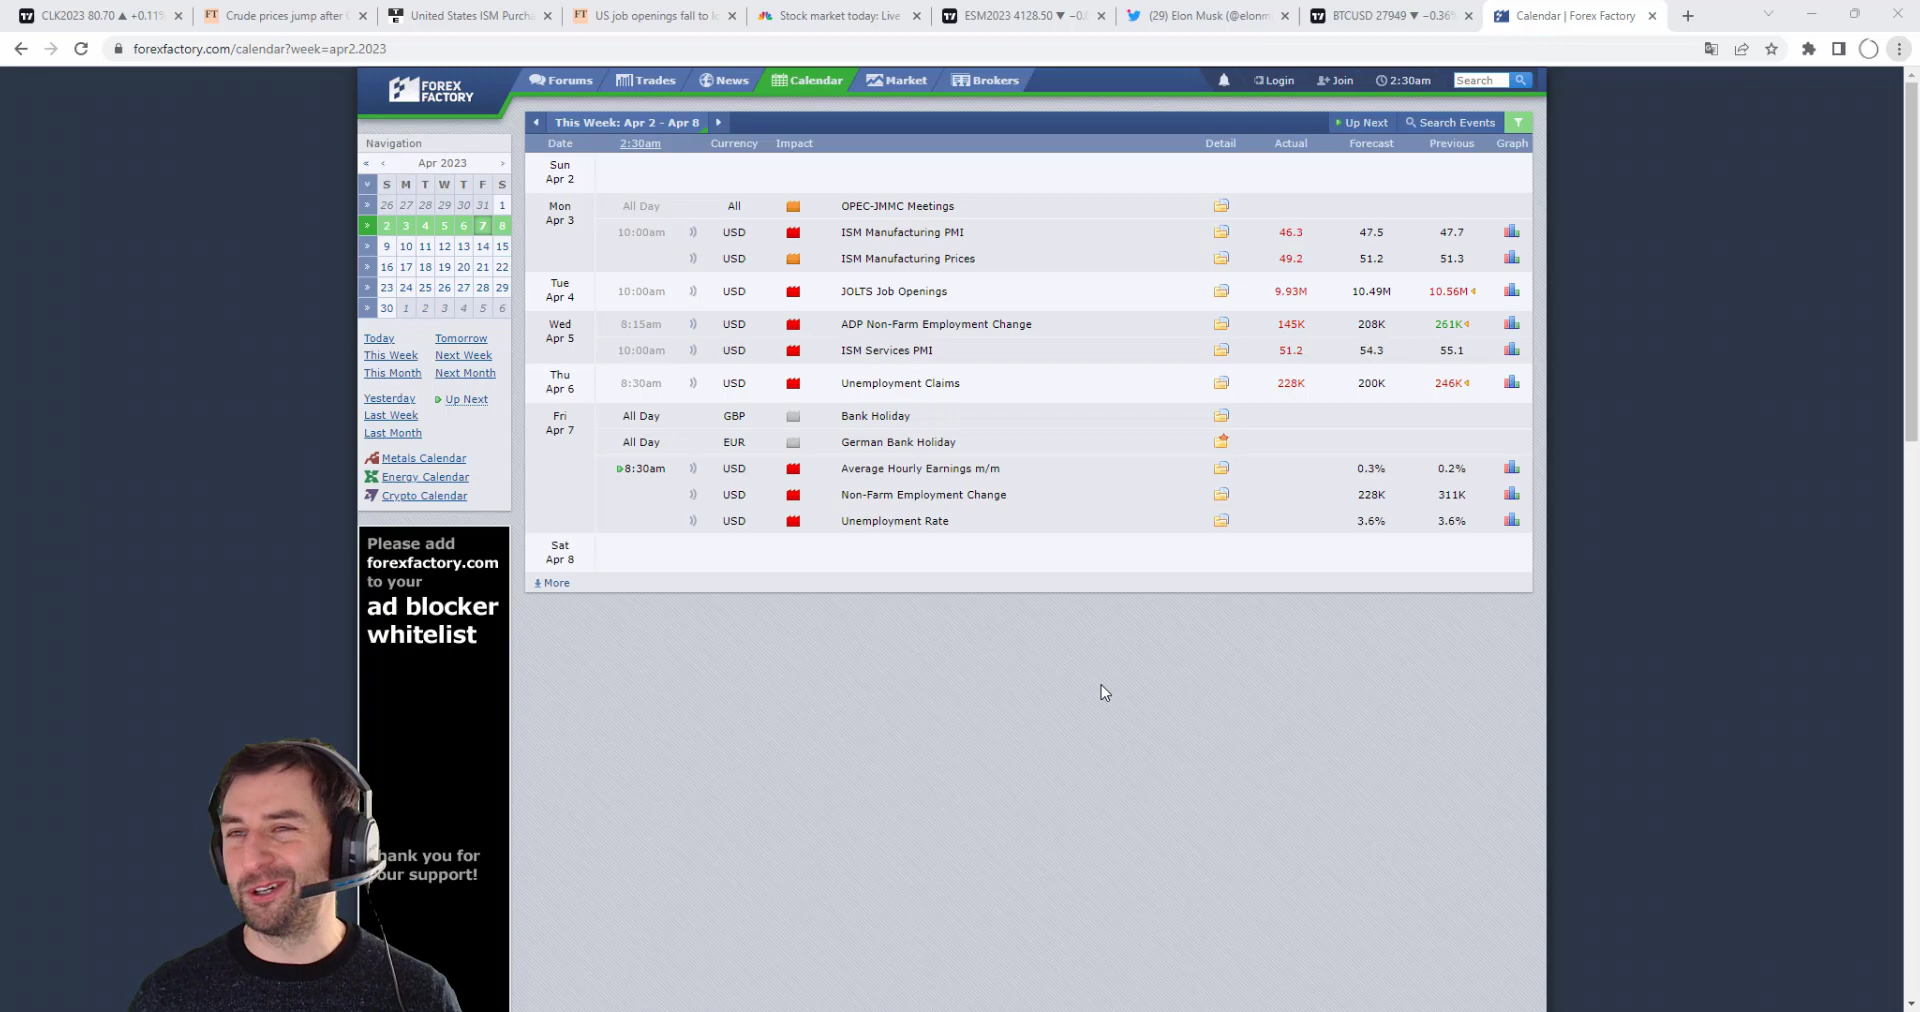 CLK2023 80.70 ▲ +0.11%
Crude prices jump after
United States ISM Purcha
US job openings fall to lo
Stock market today: Live
ESM2023 4128.50 ▼
(29) Elon Musk (@elonm
BTCUSD 27949 ▼ −0.36%
Calendar | Forex Factory
forexfactory.com/calendar?week=apr2.2023
FOREX
FACTORY
Forums Trades News Calendar Market Brokers
Login Join 2:30am Search
Navigation
« ‹ Apr 2023 ›
S M T W T F S
» 26 27 28 29 30 31 1
» 2 3 4 5 6 7 8
» 9 10 11 12 13 14 15
» 16 17 18 19 20 21 22
» 23 24 25 26 27 28 29
» 30 1 2 3 4 5 6
Today Tomorrow
This Week Next Week
This Month Next Month
Yesterday Up Next
Last Week
Last Month
Metals Calendar
Energy Calendar
Crypto Calendar
Please add
forexfactory.com
to your
ad blocker
whitelist
hank you for
our support!
This Week: Apr 2 - Apr 8
Up Next Search Events
Date 2:30am Currency Impact Detail Actual Forecast Previous Graph
Sun
Apr 2
Mon
Apr 3
All Day All OPEC-JMMC Meetings
10:00am USD ISM Manufacturing PMI 46.3 47.5 47.7
USD ISM Manufacturing Prices 49.2 51.2 51.3
Tue
Apr 4
10:00am USD JOLTS Job Openings 9.93M 10.49M 10.56M
Wed
Apr 5
8:15am USD ADP Non-Farm Employment Change 145K 208K 261K
10:00am USD ISM Services PMI 51.2 54.3 55.1
Thu
Apr 6
8:30am USD Unemployment Claims 228K 200K 246K
Fri
Apr 7
All Day GBP Bank Holiday
All Day EUR German Bank Holiday
8:30am USD Average Hourly Earnings m/m 0.3% 0.2%
USD Non-Farm Employment Change 228K 311K
USD Unemployment Rate 3.6% 3.6%
Sat
Apr 8
More